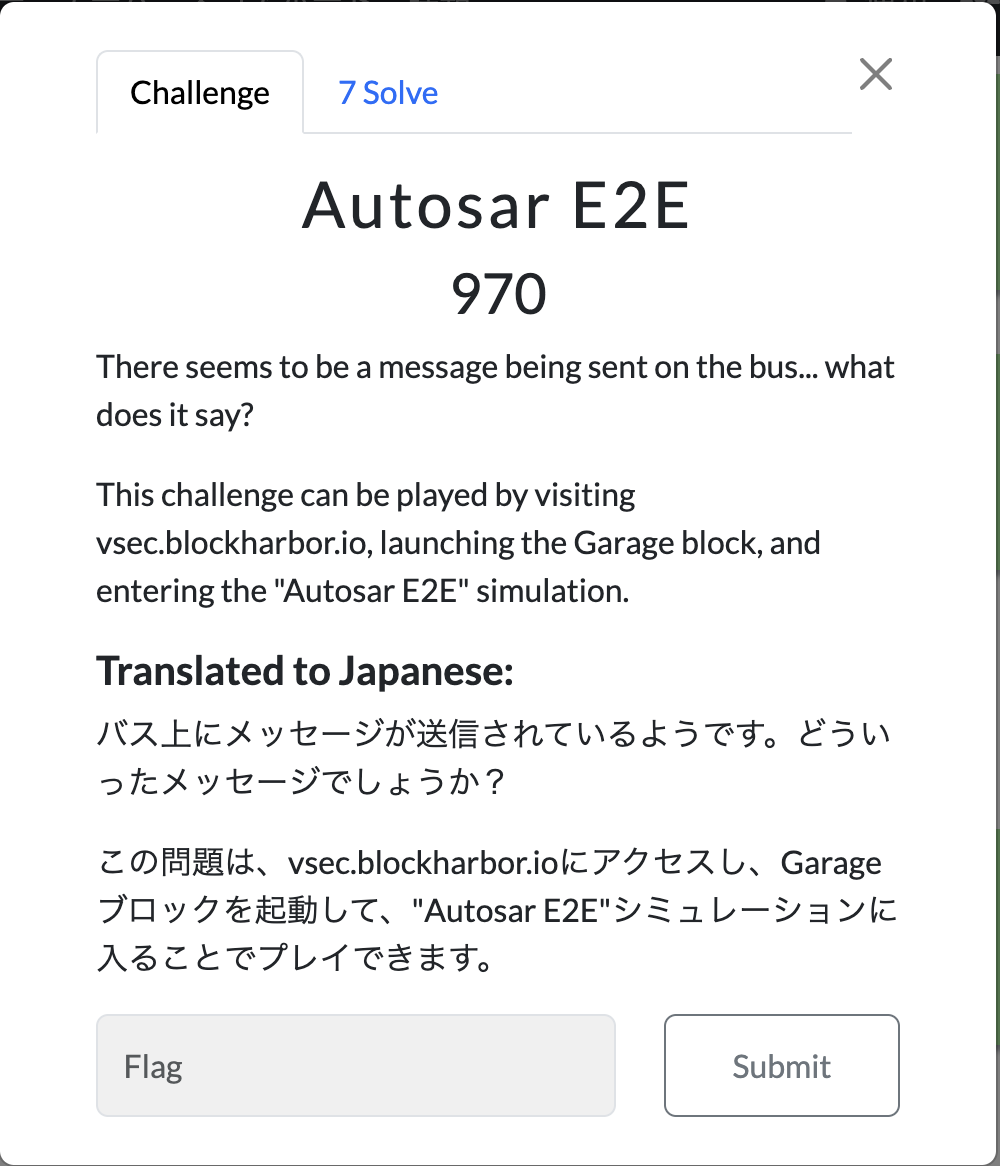 Challenge
7 Solve
Autosar E2E
970
There seems to be a message being sent on the bus... what
does it say?
This challenge can be played by visiting
vsec.blockharbor.io, launching the Garage block, and
entering the "Autosar E2E" simulation.
Translated to Japanese:
バス上にメッセージが送信されているようです。どうい
ったメッセージでしょうか？
この問題は、vsec.blockharbor.ioにアクセスし、Garage
ブロックを起動して、"Autosar E2E"シミュレーションに
入ることでプレイできます。
Flag
Submit